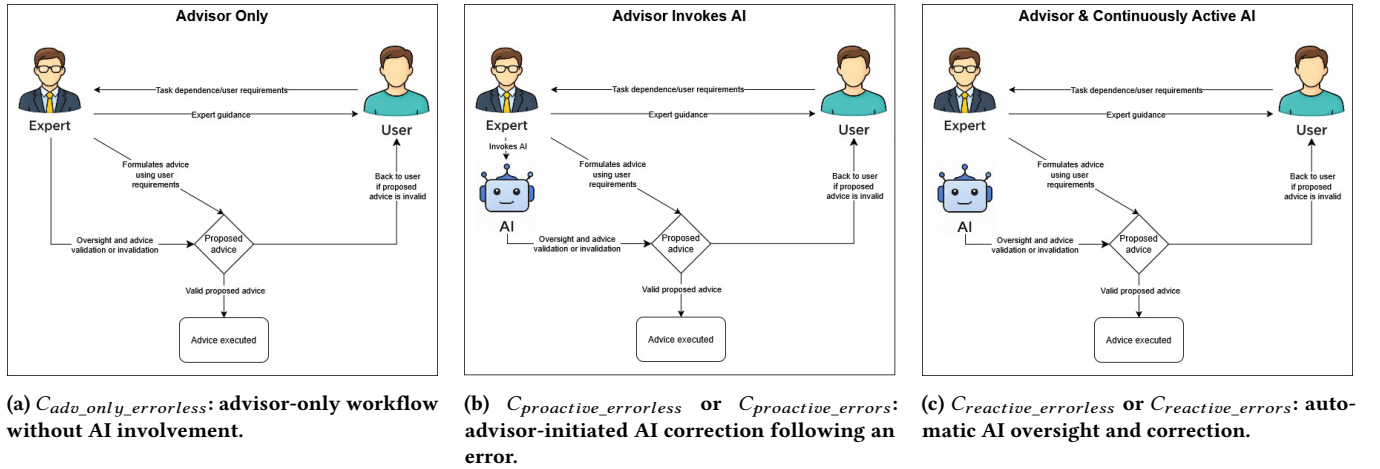 Advisor Only
Task dependence/user requirements
Expert guidance
Expert
User
Formulates advice
using user
requirements
Back to user
if proposed
advice is invalid
Oversight and advice
validation or invalidation
Proposed
advice
Valid proposed advice
Advice executed
(a) C_adv_only_errorless: advisor-only workflow
without AI involvement.
Advisor Invokes AI
Task dependence/user requirements
Expert guidance
Expert
User
Invokes AI
Formulates advice
using user
requirements
Back to user
if proposed
advice is invalid
AI
Oversight and advice
validation or invalidation
Proposed
advice
Valid proposed advice
Advice executed
(b) C_proactive_errorless or C_proactive_errors:
advisor-initiated AI correction following an
error.
Advisor & Continuously Active AI
Task dependence/user requirements
Expert guidance
Expert
User
Formulates advice
using user
requirements
Back to user
if proposed
advice is invalid
AI
Oversight and advice
validation or invalidation
Proposed
advice
Valid proposed advice
Advice executed
(c) C_reactive_errorless or C_reactive_errors: auto-
matic AI oversight and correction.